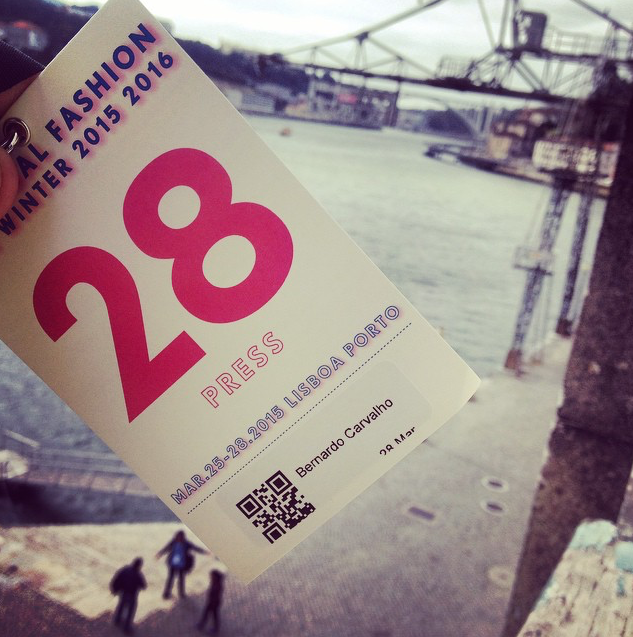 AL FASHION
WINTER 2015 2016
28
PRESS
MAR.25-28.2015 LISBOA PORTO
Bernardo Carvalho
28 Mar